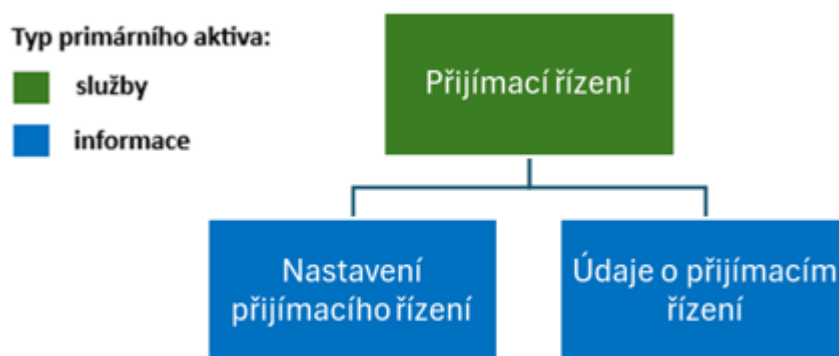 Typ primárního aktiva:
služby
informace
Přijímací řízení
Nastavení
přijímacího řízení
Údaje o přijímacím
řízení